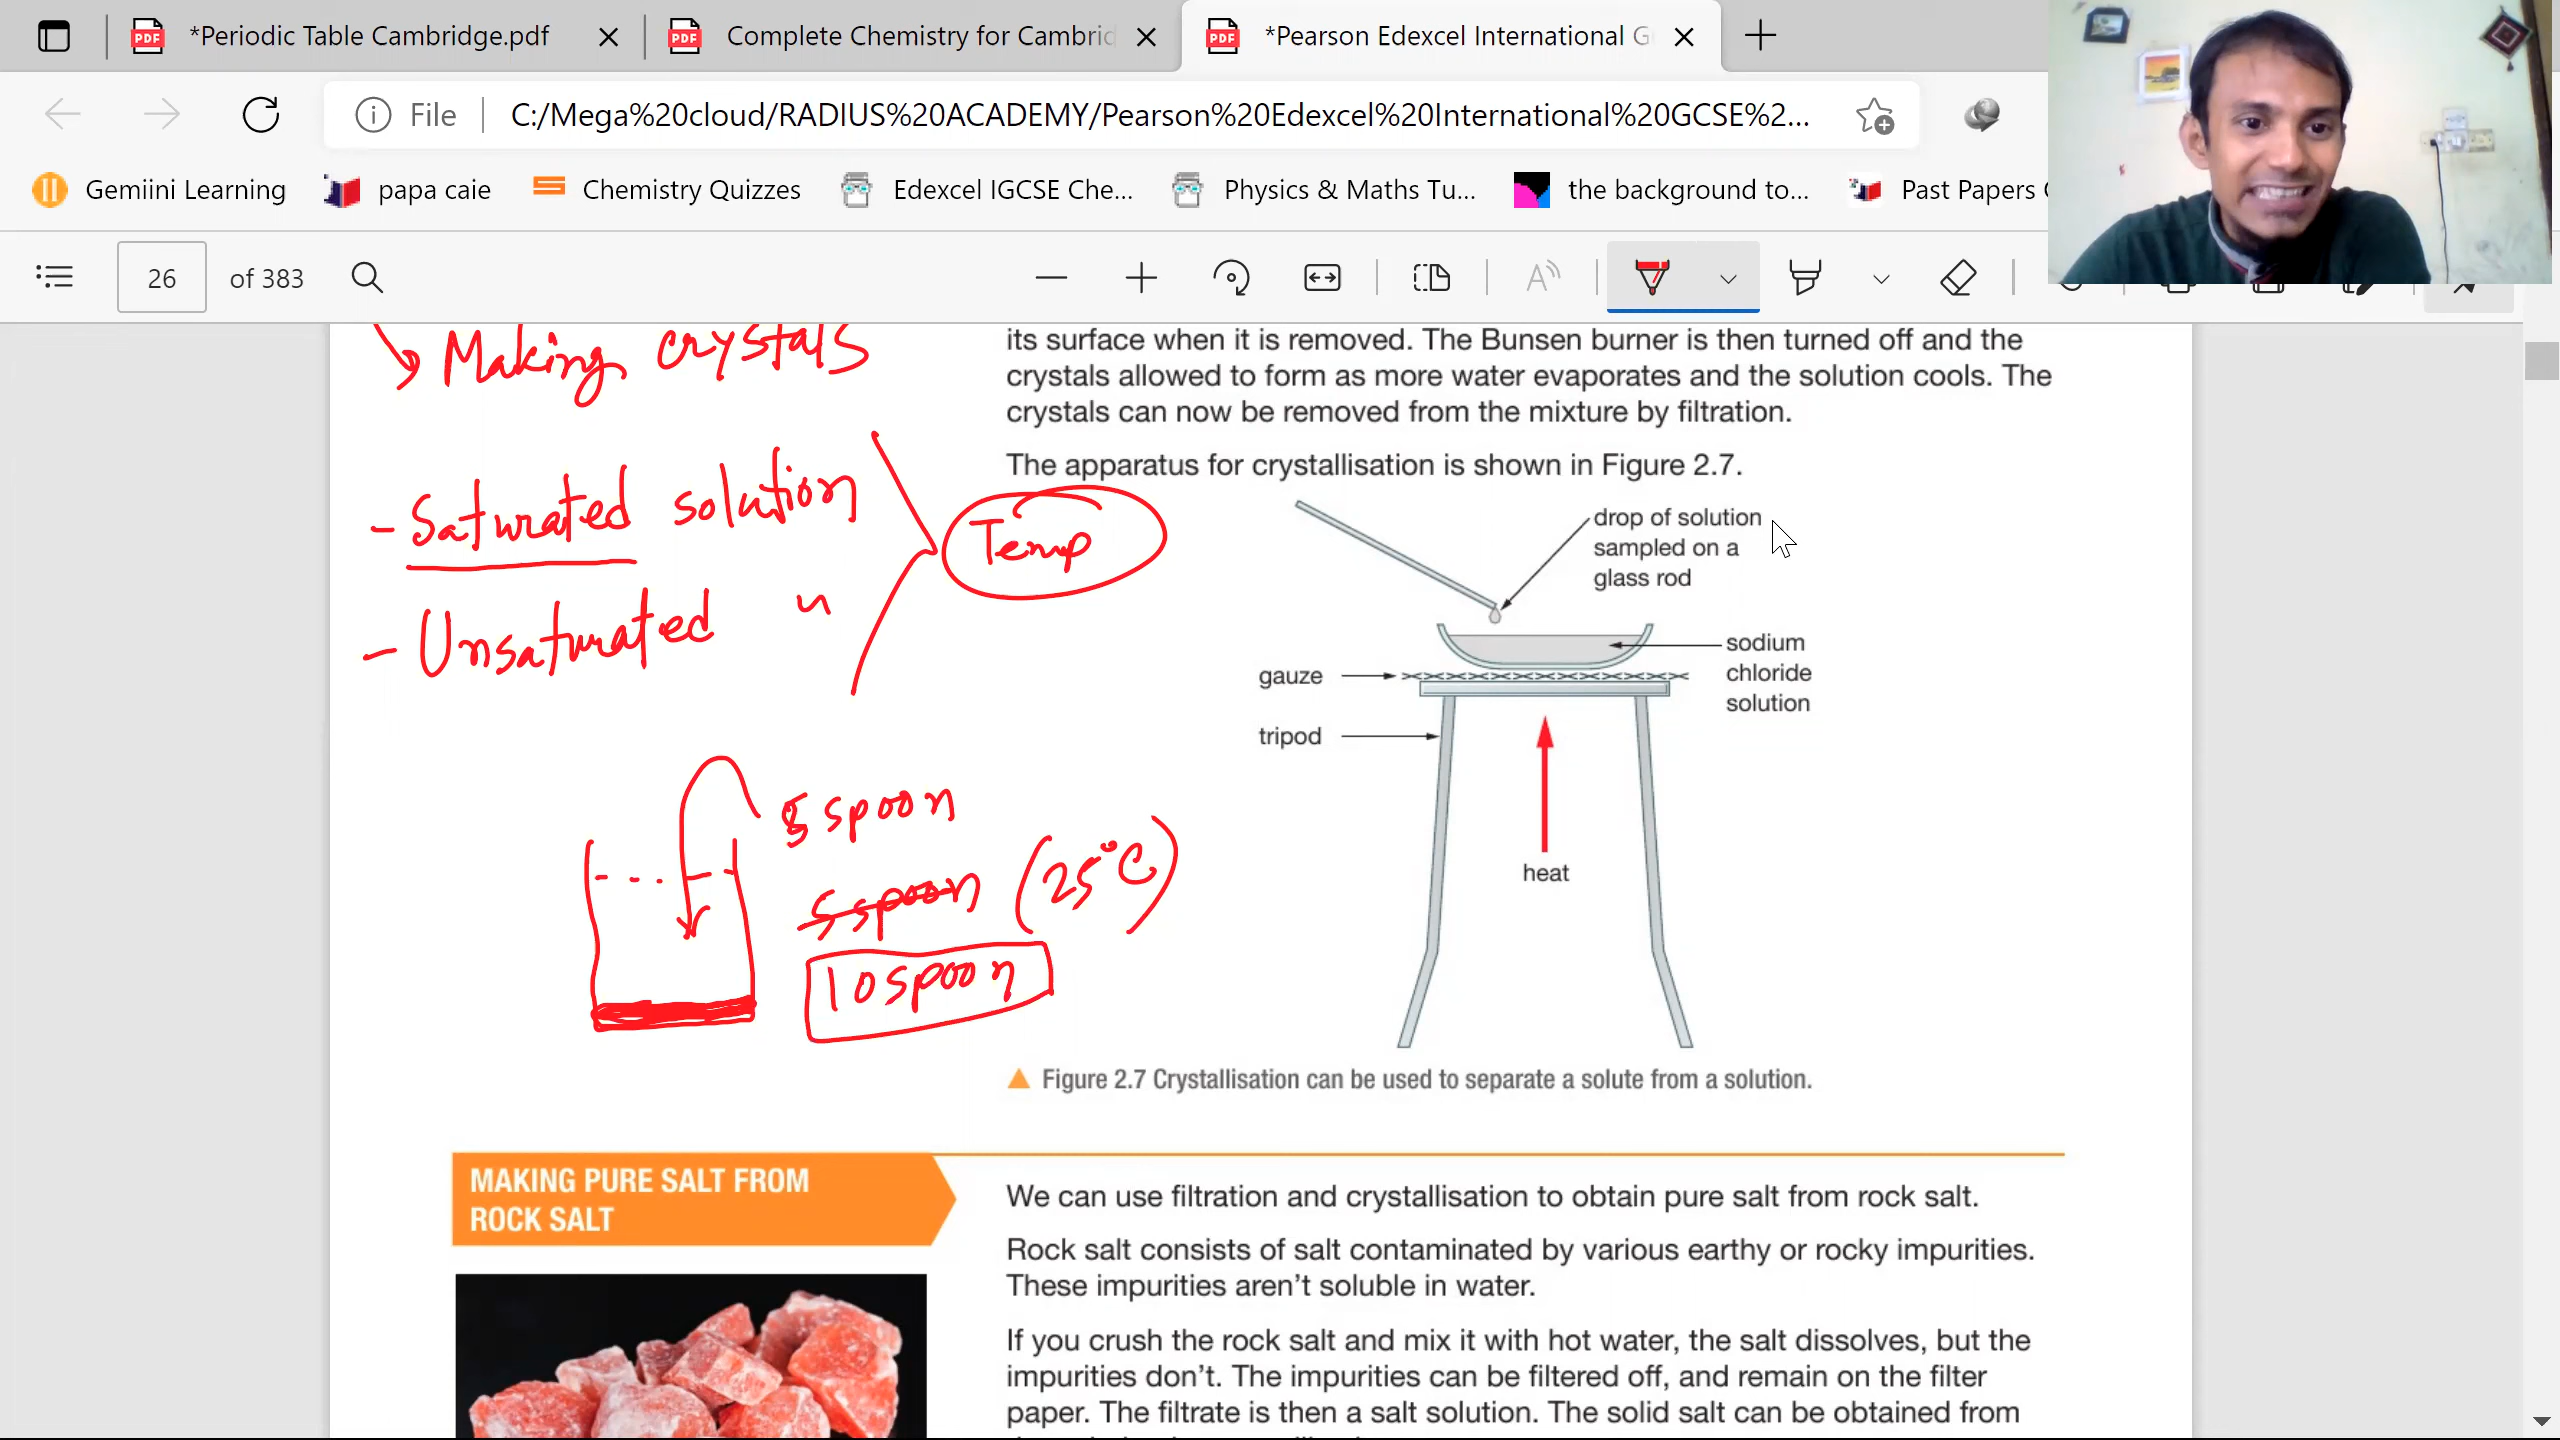 *Periodic Table Cambridge.pdf
Complete Chemistry for Cambrid
*Pearson Edexcel International G
File
C:/Mega%20cloud/RADIUS%20ACADEMY/Pearson%20Edexcel%20International%20GCSE%2...
Gemiini Learning
papa caie
Chemistry Quizzes
Edexcel IGCSE Che...
Physics & Maths Tu...
the background to...
Past Papers
26 of 383
Making crystals
- Saturated solution
- Unsaturated "
Temp
8 spoon
5 spoon (25°C)
10 spoon
its surface when it is removed. The Bunsen burner is then turned off and the
crystals allowed to form as more water evaporates and the solution cools. The
crystals can now be removed from the mixture by filtration.
The apparatus for crystallisation is shown in Figure 2.7.
drop of solution
sampled on a
glass rod
sodium
chloride
solution
gauze
tripod
heat
Figure 2.7 Crystallisation can be used to separate a solute from a solution.
MAKING PURE SALT FROM
ROCK SALT
We can use filtration and crystallisation to obtain pure salt from rock salt.
Rock salt consists of salt contaminated by various earthy or rocky impurities.
These impurities aren't soluble in water.
If you crush the rock salt and mix it with hot water, the salt dissolves, but the
impurities don't. The impurities can be filtered off, and remain on the filter
paper. The filtrate is then a salt solution. The solid salt can be obtained from